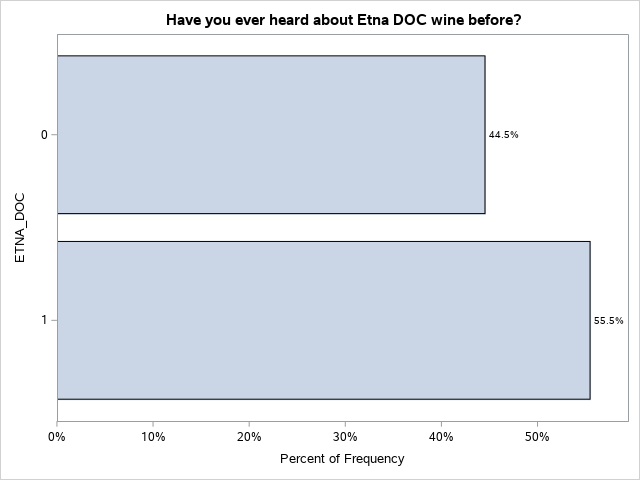 Have you ever heard about Etna DOC wine before?
0
44.5%
ETNA_DOC
1
55.5%
0% 10% 20% 30% 40% 50%
Percent of Frequency